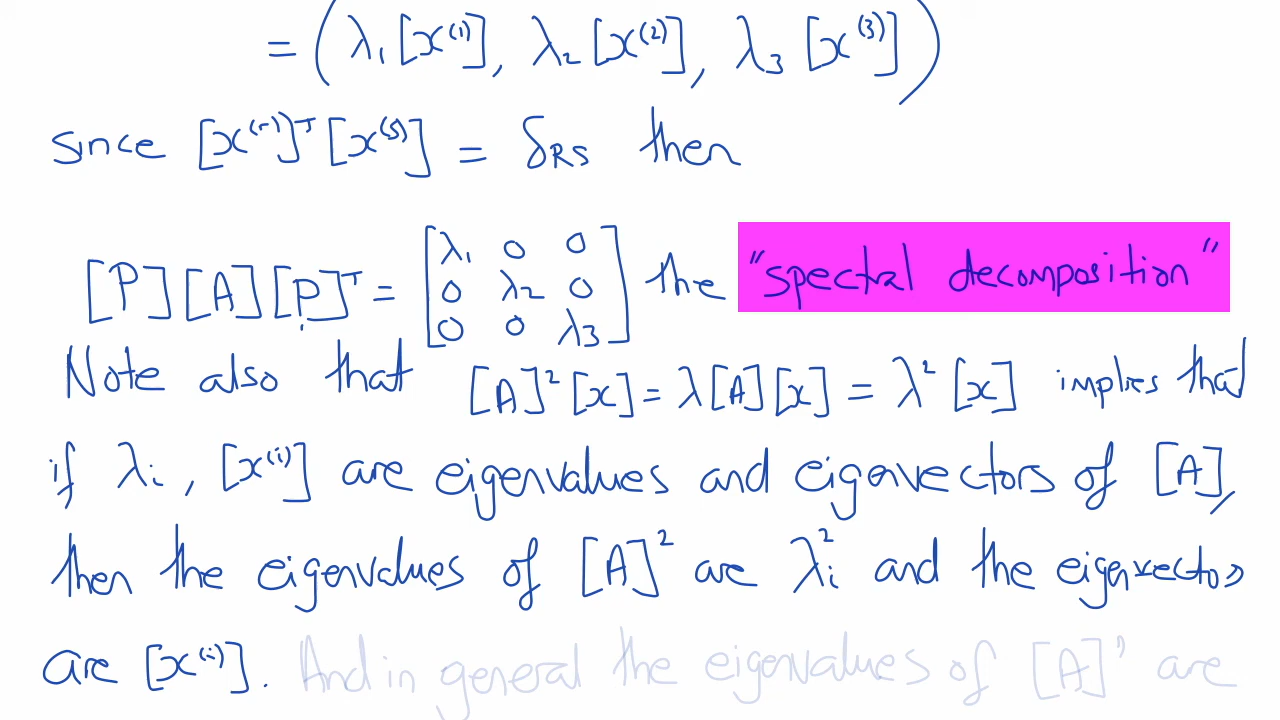 = (λ₁[x⁽¹⁾], λ₂[x⁽²⁾], λ₃[x⁽³⁾])
since [x⁽ʳ⁾]ᵀ[x⁽ˢ⁾] = δRS then
[P][A][P]ᵀ = [λ₁ 0 0 the "spectral decomposition"
0 λ₂ 0
0 0 λ₃]
Note also that [A]²[x] = λ[A][x] = λ²[x] implies that
if λi, [x⁽ⁱ⁾] are eigenvalues and eigenvectors of [A],
then the eigenvalues of [A]² are λi² and the eigenvectors
are [x⁽ⁱ⁾]. And in general the eigenvalues of [A]ⁿ are